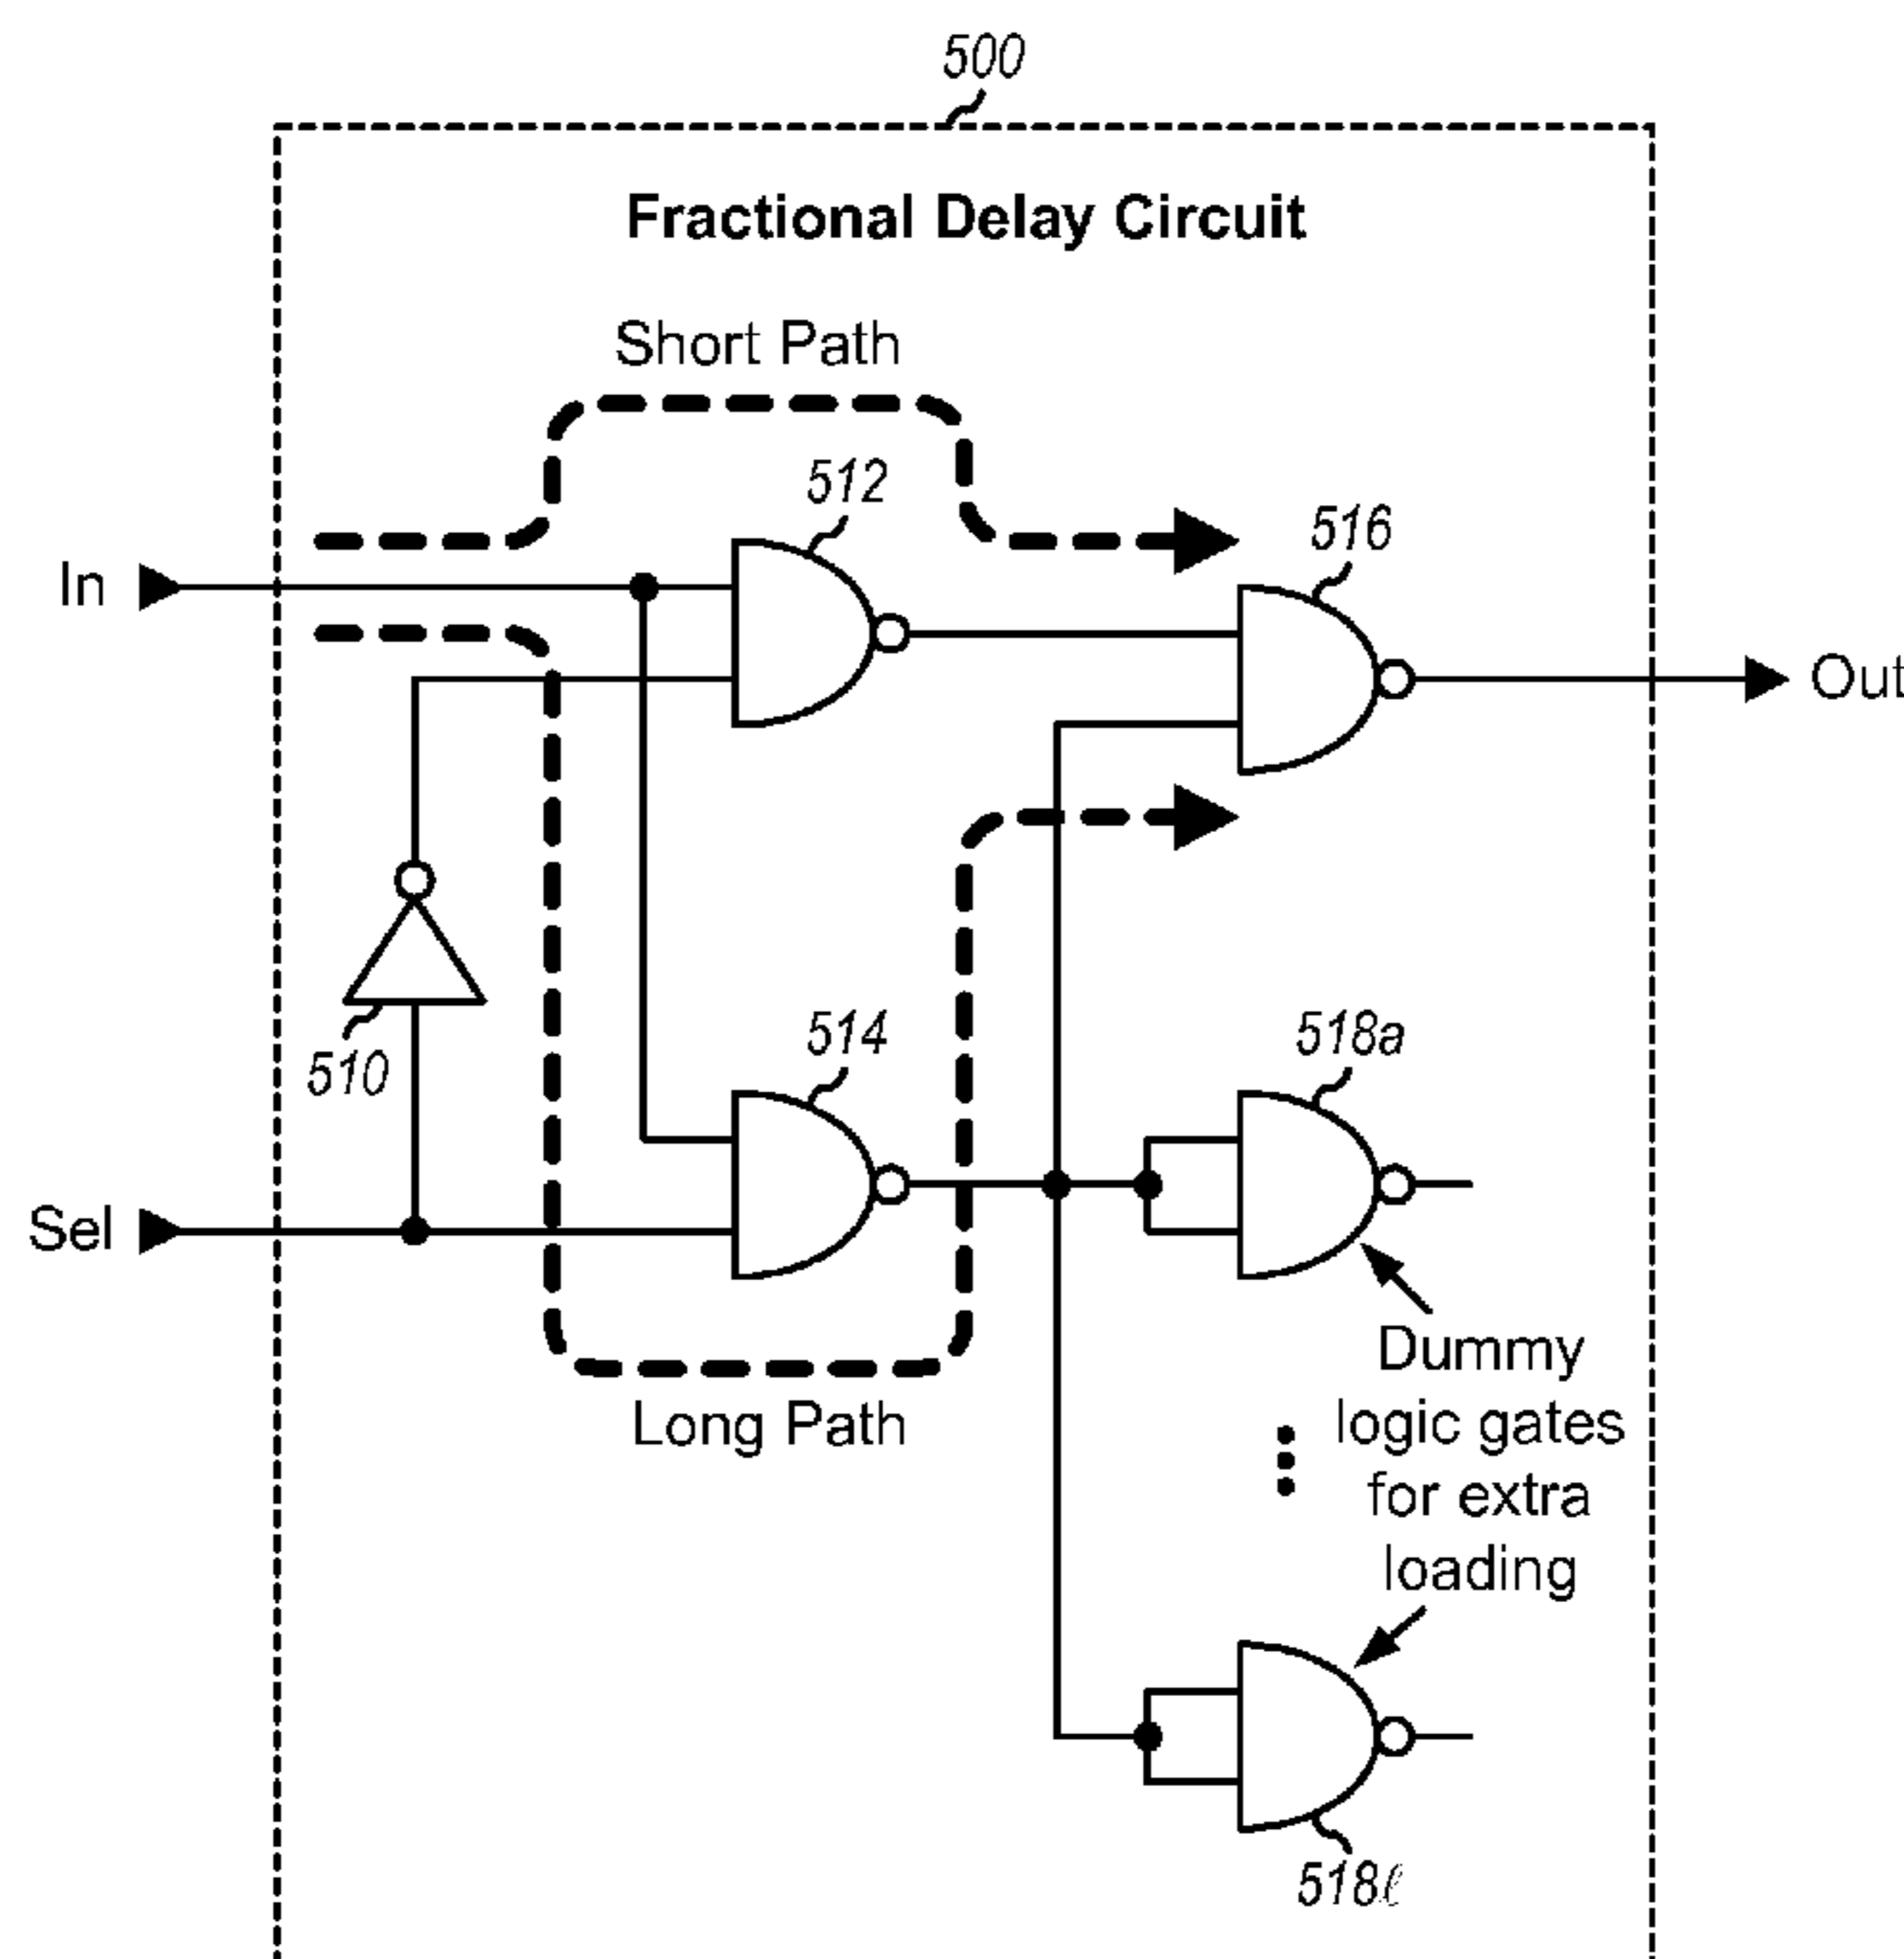 500
Fractional Delay Circuit
Short Path
512
516
In
Out
510
514
518a
Sel
Dummy
logic gates
for extra
loading
Long Path
518ℓ